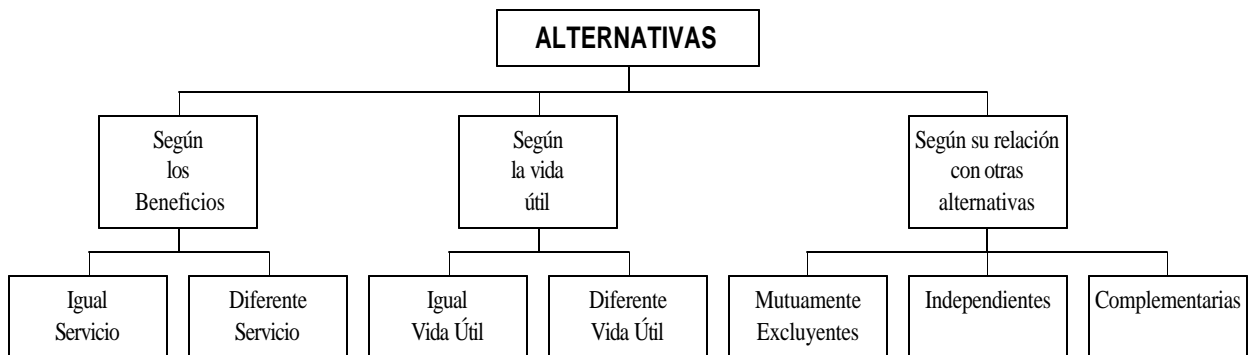 ALTERNATIVAS
Según
los
Beneficios
Según
la vida
útil
Según su relación
con otras
alternativas
Igual
Servicio
Diferente
Servicio
Igual
Vida Útil
Diferente
Vida Útil
Mutuamente
Excluyentes
Independientes
Complementarias